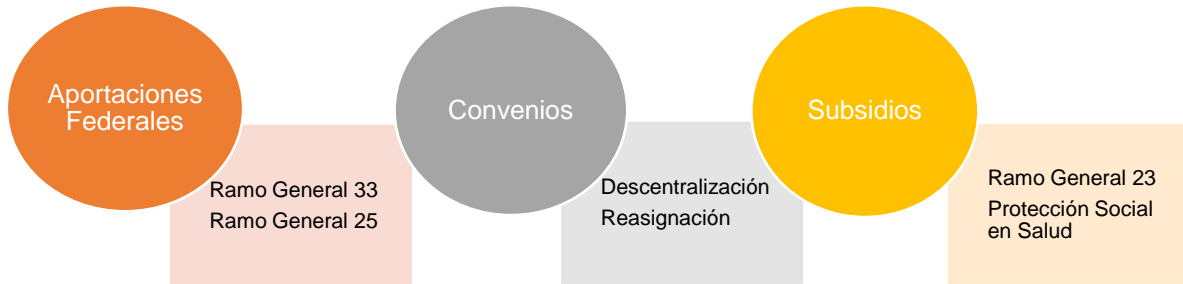 Aportaciones
Federales
Ramo General 33
Ramo General 25
Convenios
Descentralización
Reasignación
Subsidios
Ramo General 23
Protección Social
en Salud